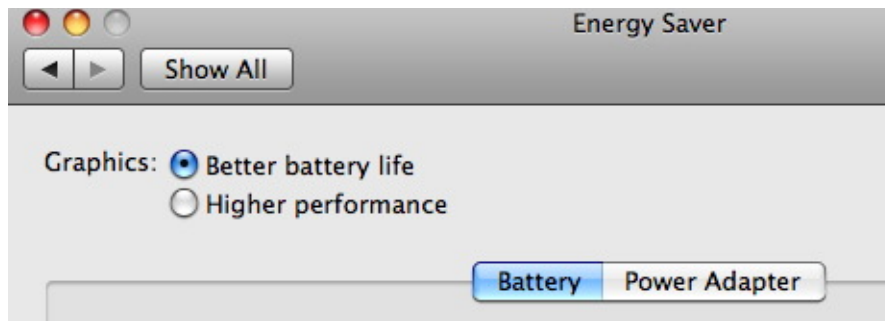 Energy Saver
Show All
Graphics: Better battery life
Higher performance
Battery Power Adapter